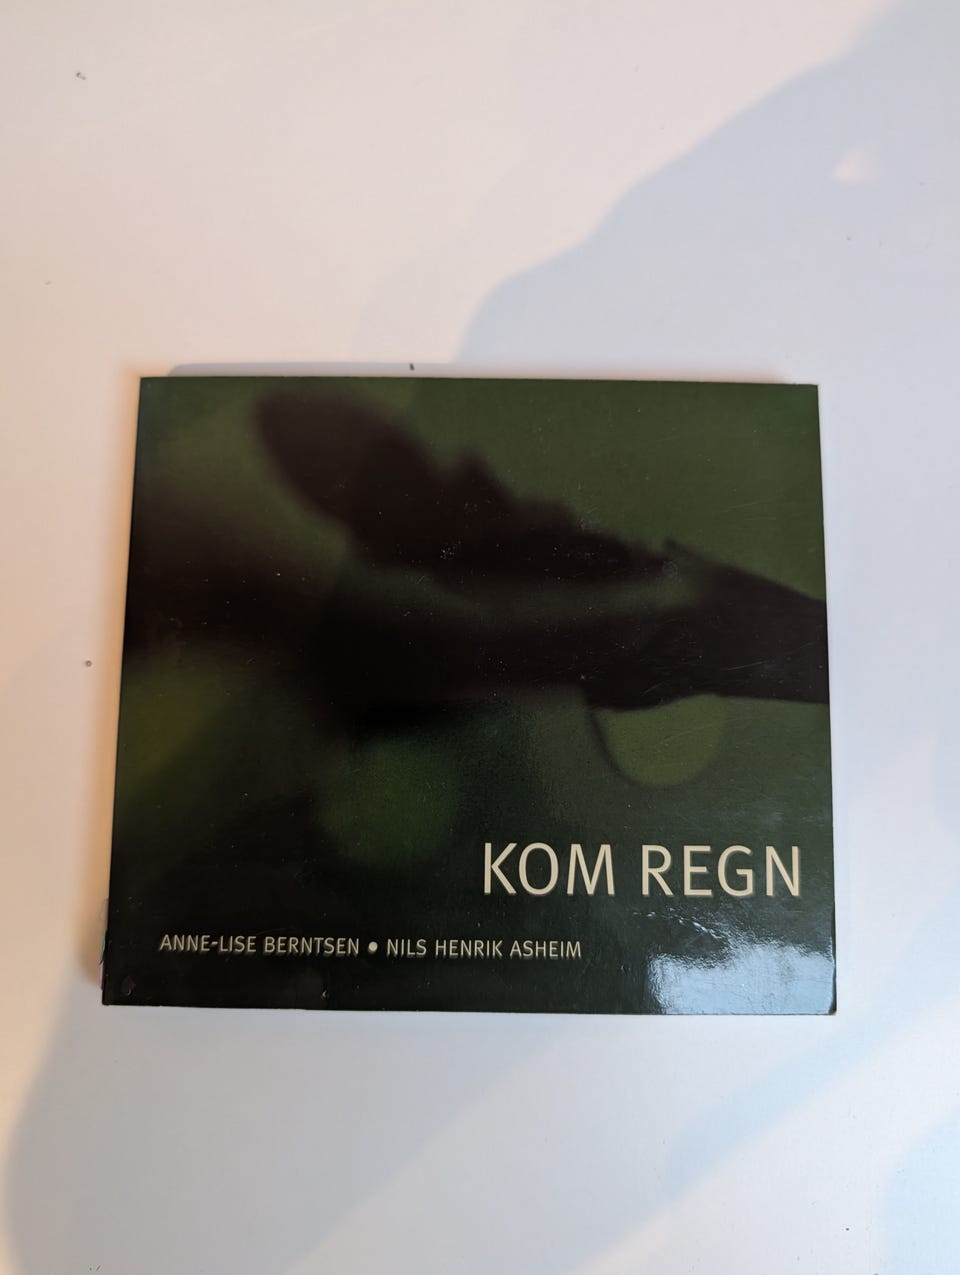 KOM REGN
ANNE-LISE BERNTSEN • NILS HENRIK ASHEIM